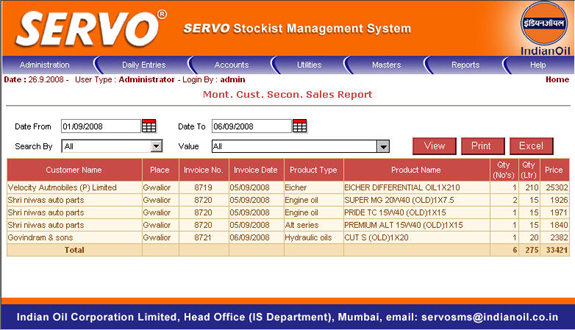 SERVO®
SERVO Stockist Management System
इंडियनऑयल
IndianOil
Administration Daily Entries Accounts Utilities Masters Reports Help
Date : 26.9.2008 - User Type : Administrator - Login By : admin Home
Mont. Cust. Secon. Sales Report
Date From 01/09/2008 Date To 06/09/2008
Search By All Value All View Print Excel
Customer Name Place Invoice No. Invoice Date Product Type Product Name Qty (No's) Qty (Ltr) Price
Velocity Autmobiles (P) Limited Gwalior 8719 05/09/2008 Eicher EICHER DIFFERENTIAL OIL1X210 1 210 25302
Shri niwas auto parts Gwalior 8720 05/09/2008 Engine oil SUPER MG 20W40 (OLD)1X7.5 2 15 1926
Shri niwas auto parts Gwalior 8720 05/09/2008 Engine oil PRIDE TC 15W40 (OLD)1X15 1 15 1971
Shri niwas auto parts Gwalior 8720 05/09/2008 Alt series PREMIUM ALT 15W40 (OLD)1X15 1 15 1840
Govindram & sons Gwalior 8721 06/09/2008 Hydraulic oils CUT S (OLD)1X20 1 20 2382
Total 6 275 33421
Indian Oil Corporation Limited, Head Office (IS Department), Mumbai, email: servosms@indianoil.co.in